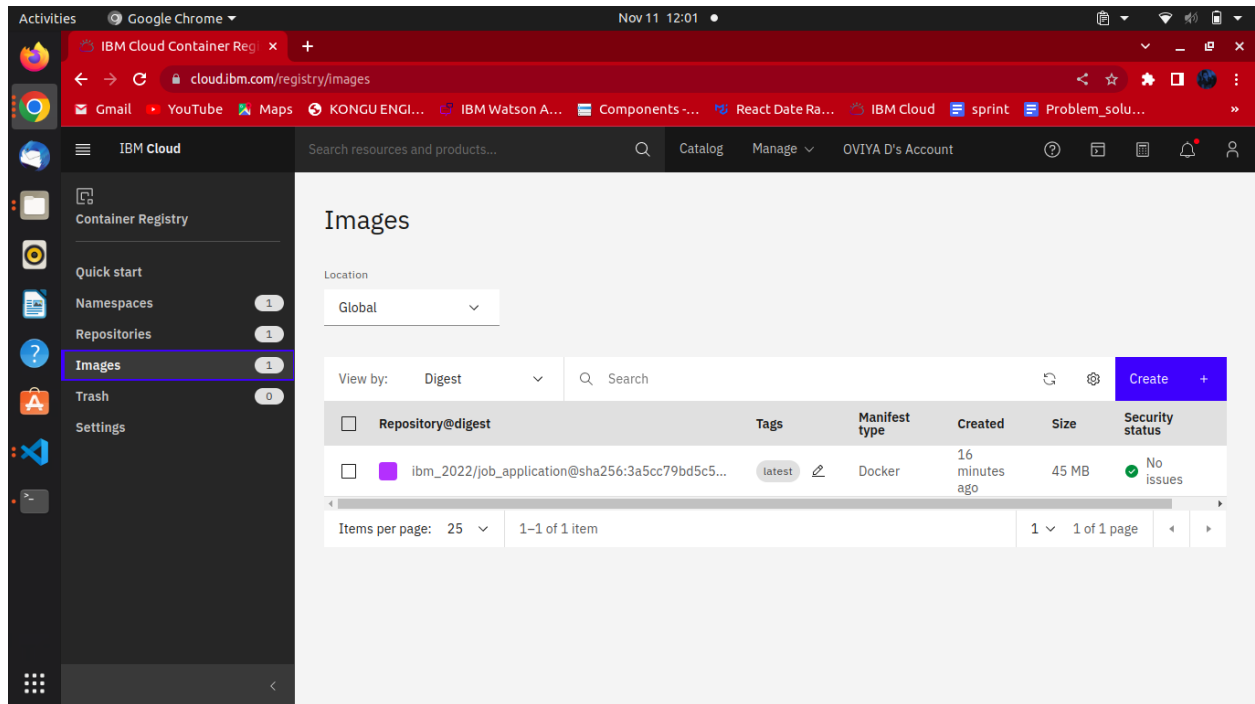 Activities Google Chrome Nov 11 12:01
IBM Cloud Container Regi
cloud.ibm.com/registry/images
Gmail YouTube Maps KONGU ENGI... IBM Watson A... Components -... React Date Ra... IBM Cloud sprint Problem_solu... »
IBM Cloud Search resources and products... Catalog Manage OVIYA D's Account
Container Registry
Quick start
Namespaces 1
Repositories 1
Images 1
Trash 0
Settings
Images
Location
Global
View by: Digest Search Create +
Repository@digest Tags Manifest type Created Size Security status
ibm_2022/job_application@sha256:3a5cc79bd5c5... latest Docker 16 minutes ago 45 MB No issues
Items per page: 25 1–1 of 1 item 1 1 of 1 page